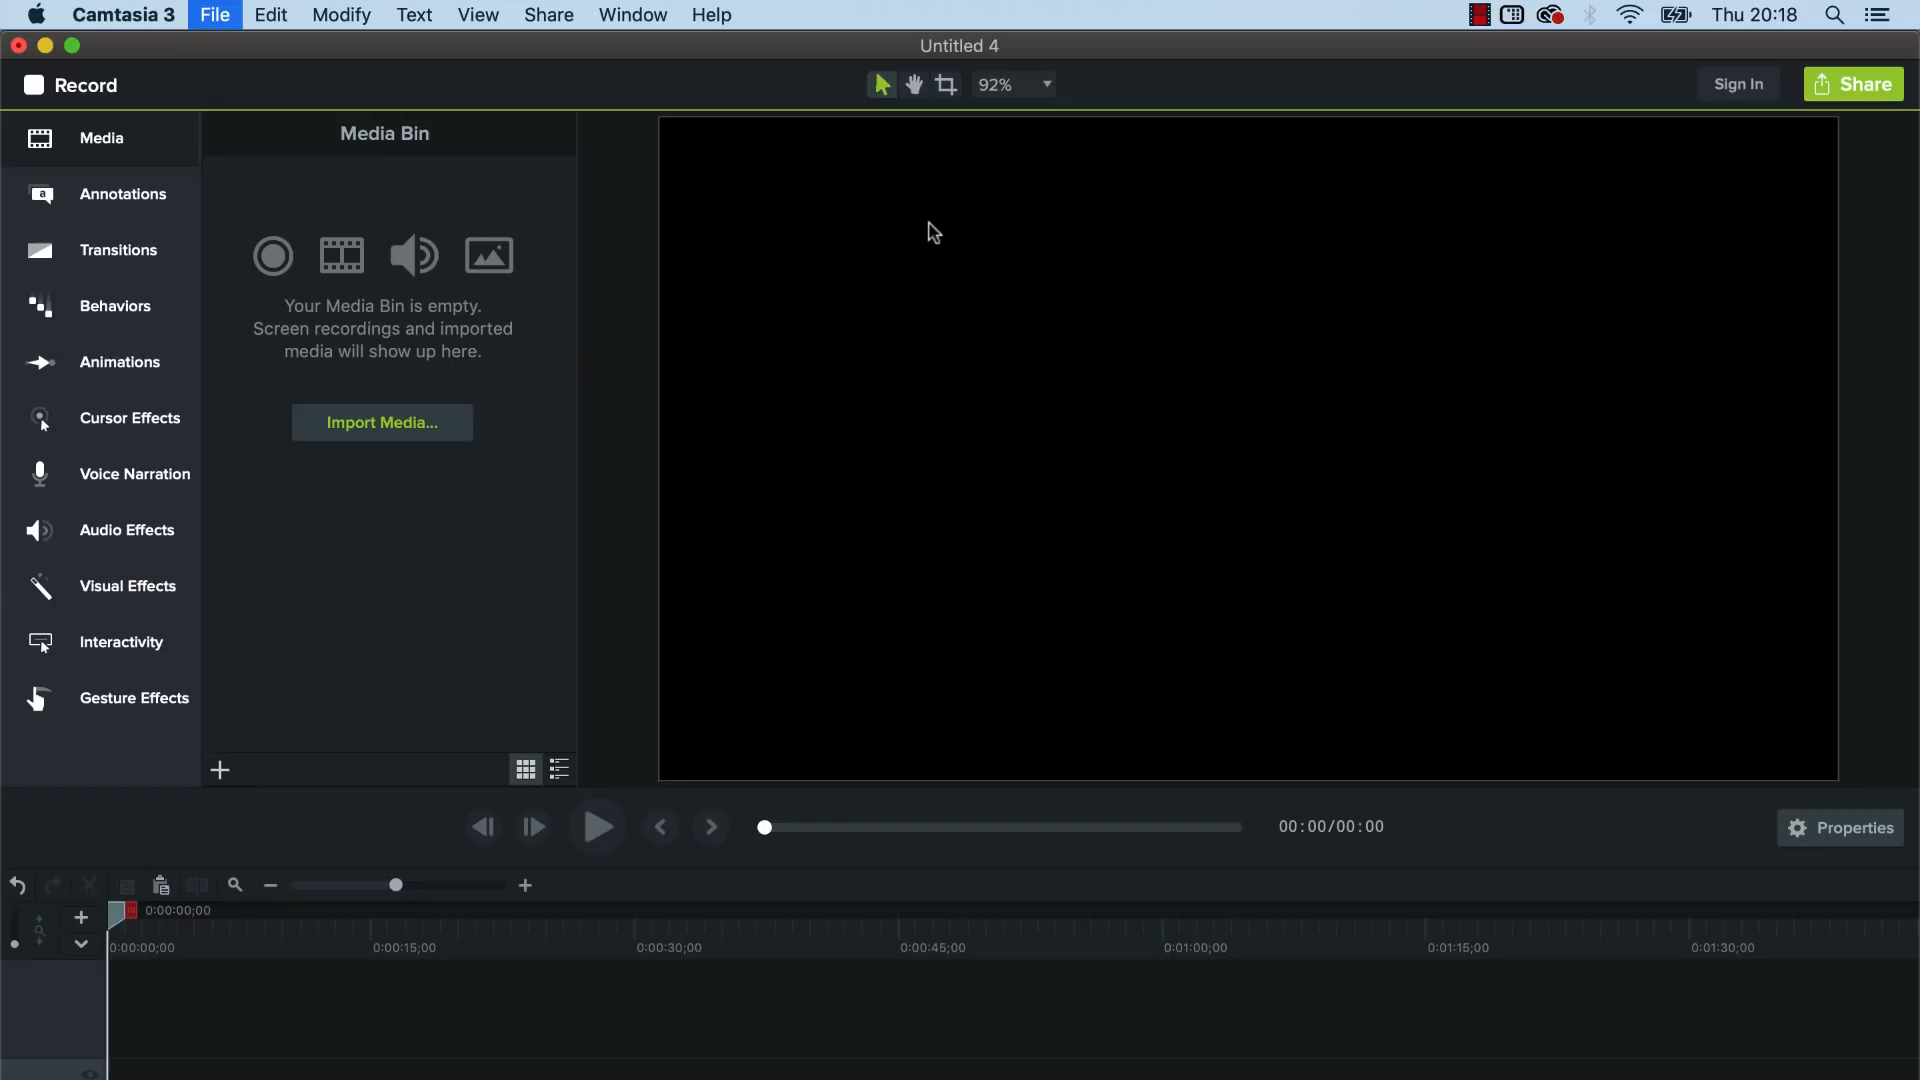 Camtasia 3 File Edit Modify Text View Share Window Help Thu 20:18
Untitled 4
Record 92% Sign In Share
Media
Annotations
Transitions
Behaviors
Animations
Cursor Effects
Voice Narration
Audio Effects
Visual Effects
Interactivity
Gesture Effects
Media Bin
Your Media Bin is empty.
Screen recordings and imported
media will show up here.
Import Media...
00:00/00:00
Properties
0:00:00;00
0:00:00;00 0:00:15;00 0:00:30;00 0:00:45;00 0:01:00;00 0:01:15;00 0:01:30;00